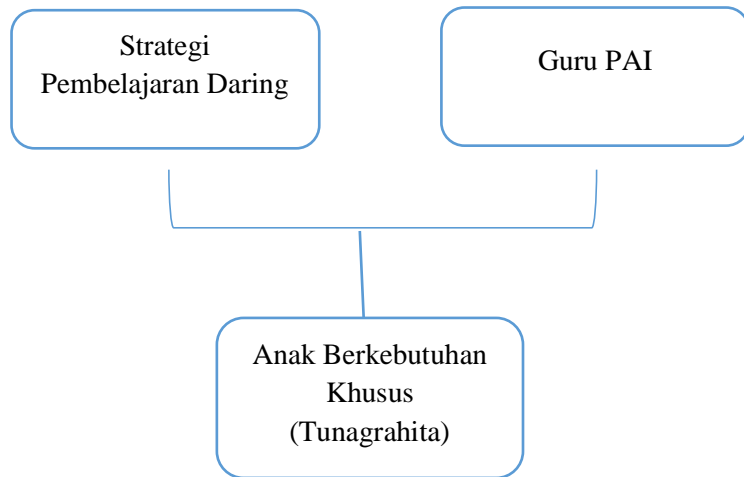 Strategi
Pembelajaran Daring
Guru PAI
Anak Berkebutuhan
Khusus
(Tunagrahita)